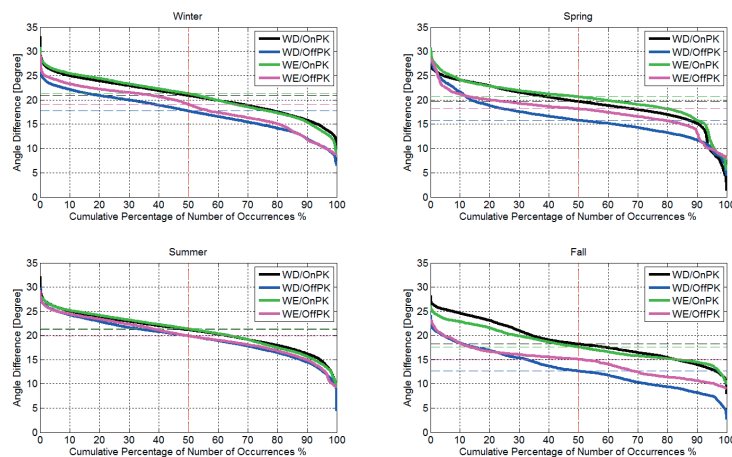 Winter
Angle Difference [Degree]
35
30
25
20
15
10
5
0
WD/OnPK
WD/OffPK
WE/OnPK
WE/OffPK
0 10 20 30 40 50 60 70 80 90 100
Cumulative Percentage of Number of Occurrences %
Spring
Angle Difference [Degree]
35
30
25
20
15
10
5
0
WD/OnPK
WD/OffPK
WE/OnPK
WE/OffPK
0 10 20 30 40 50 60 70 80 90 100
Cumulative Percentage of Number of Occurrences %
Summer
Angle Difference [Degree]
35
30
25
20
15
10
5
0
WD/OnPK
WD/OffPK
WE/OnPK
WE/OffPK
0 10 20 30 40 50 60 70 80 90 100
Cumulative Percentage of Number of Occurrences %
Fall
Angle Difference [Degree]
35
30
25
20
15
10
5
0
WD/OnPK
WD/OffPK
WE/OnPK
WE/OffPK
0 10 20 30 40 50 60 70 80 90 100
Cumulative Percentage of Number of Occurrences %